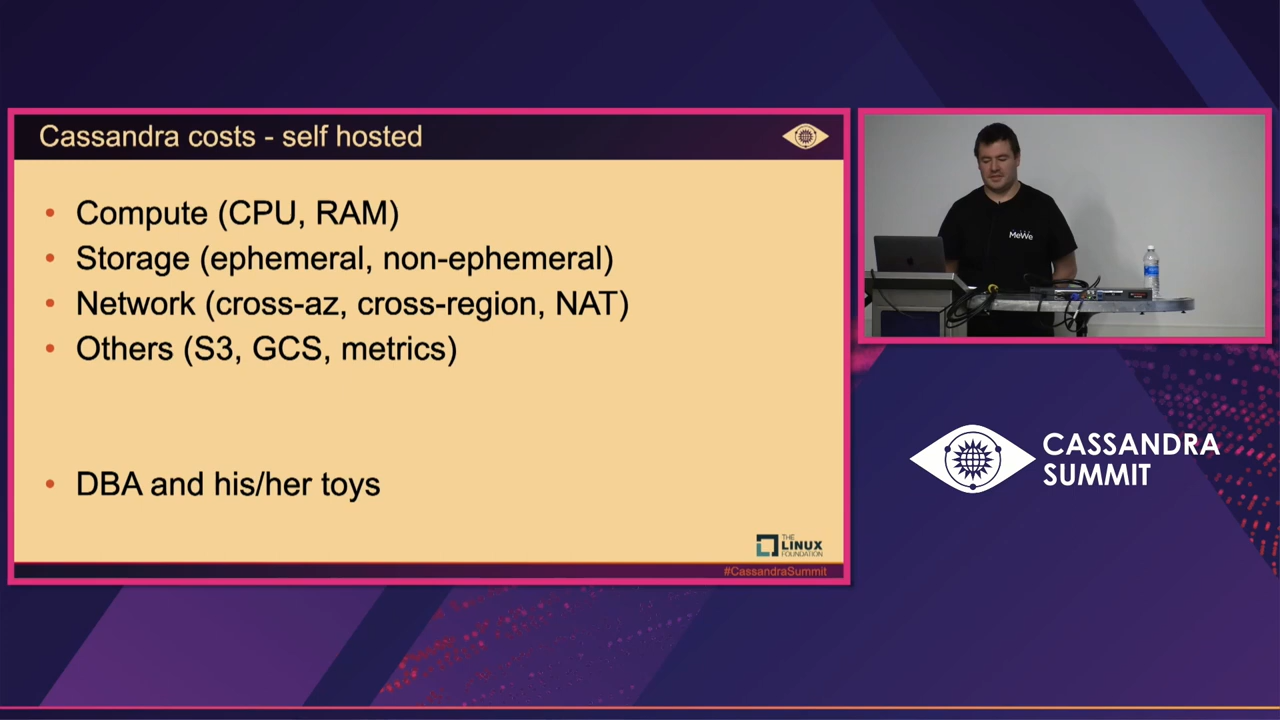 Cassandra costs - self hosted
• Compute (CPU, RAM)
• Storage (ephemeral, non-ephemeral)
• Network (cross-az, cross-region, NAT)
• Others (S3, GCS, metrics)
• DBA and his/her toys
THE
LINUX
FOUNDATION
#CassandraSummit
MeWe
CASSANDRA
SUMMIT